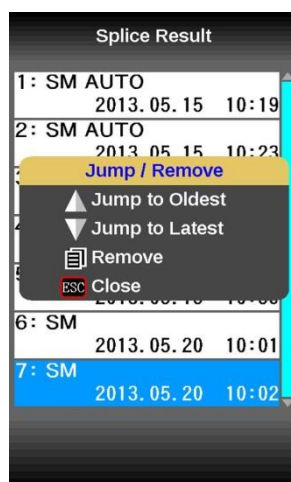 Splice Result
1: SM AUTO
2013.05.15 10:19
2: SM AUTO
2013.05.15 10:23
Jump / Remove
Jump to Oldest
Jump to Latest
Remove
ESC Close
6: SM
2013.05.20 10:01
7: SM
2013.05.20 10:02